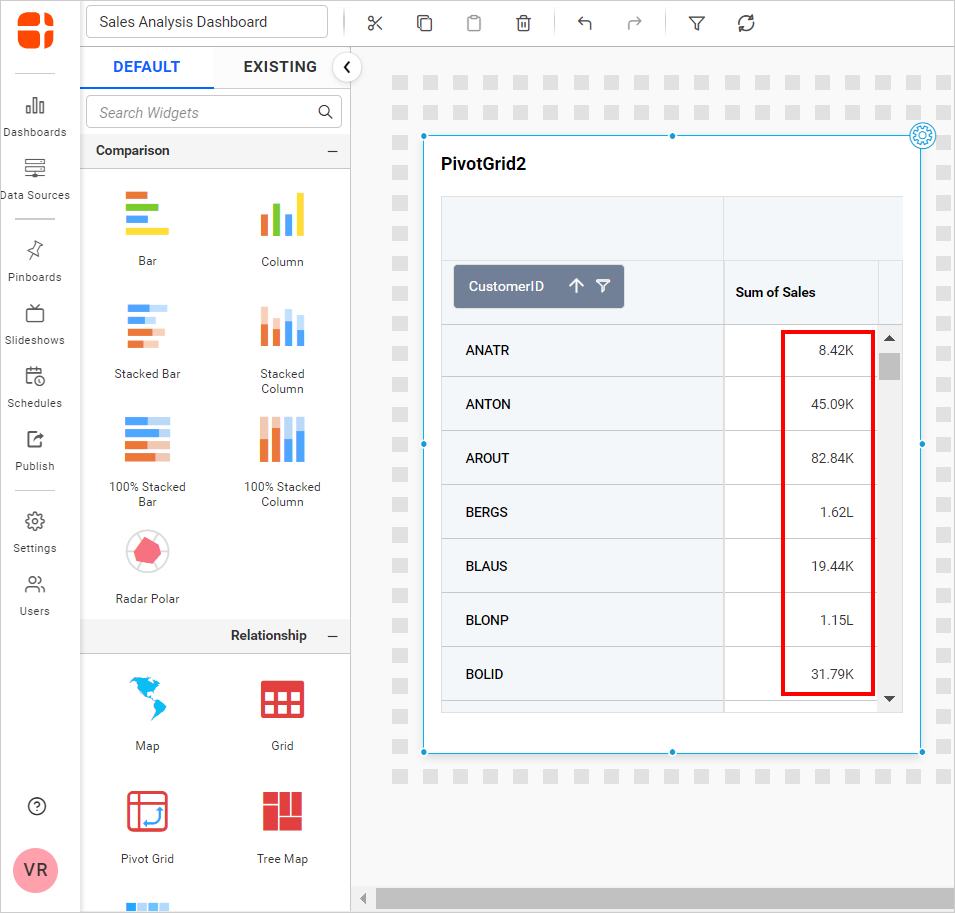 Sales Analysis Dashboard
DEFAULT
EXISTING
Search Widgets
Comparison
Bar
Column
Stacked Bar
Stacked
Column
100% Stacked
Bar
100% Stacked
Column
Radar Polar
Relationship
Map
Grid
Pivot Grid
Tree Map
Dashboards
Data Sources
Pinboards
Slideshows
Schedules
Publish
Settings
Users
VR
PivotGrid2
CustomerID
Sum of Sales
ANATR 8.42K
ANTON 45.09K
AROUT 82.84K
BERGS 1.62L
BLAUS 19.44K
BLONP 1.15L
BOLID 31.79K